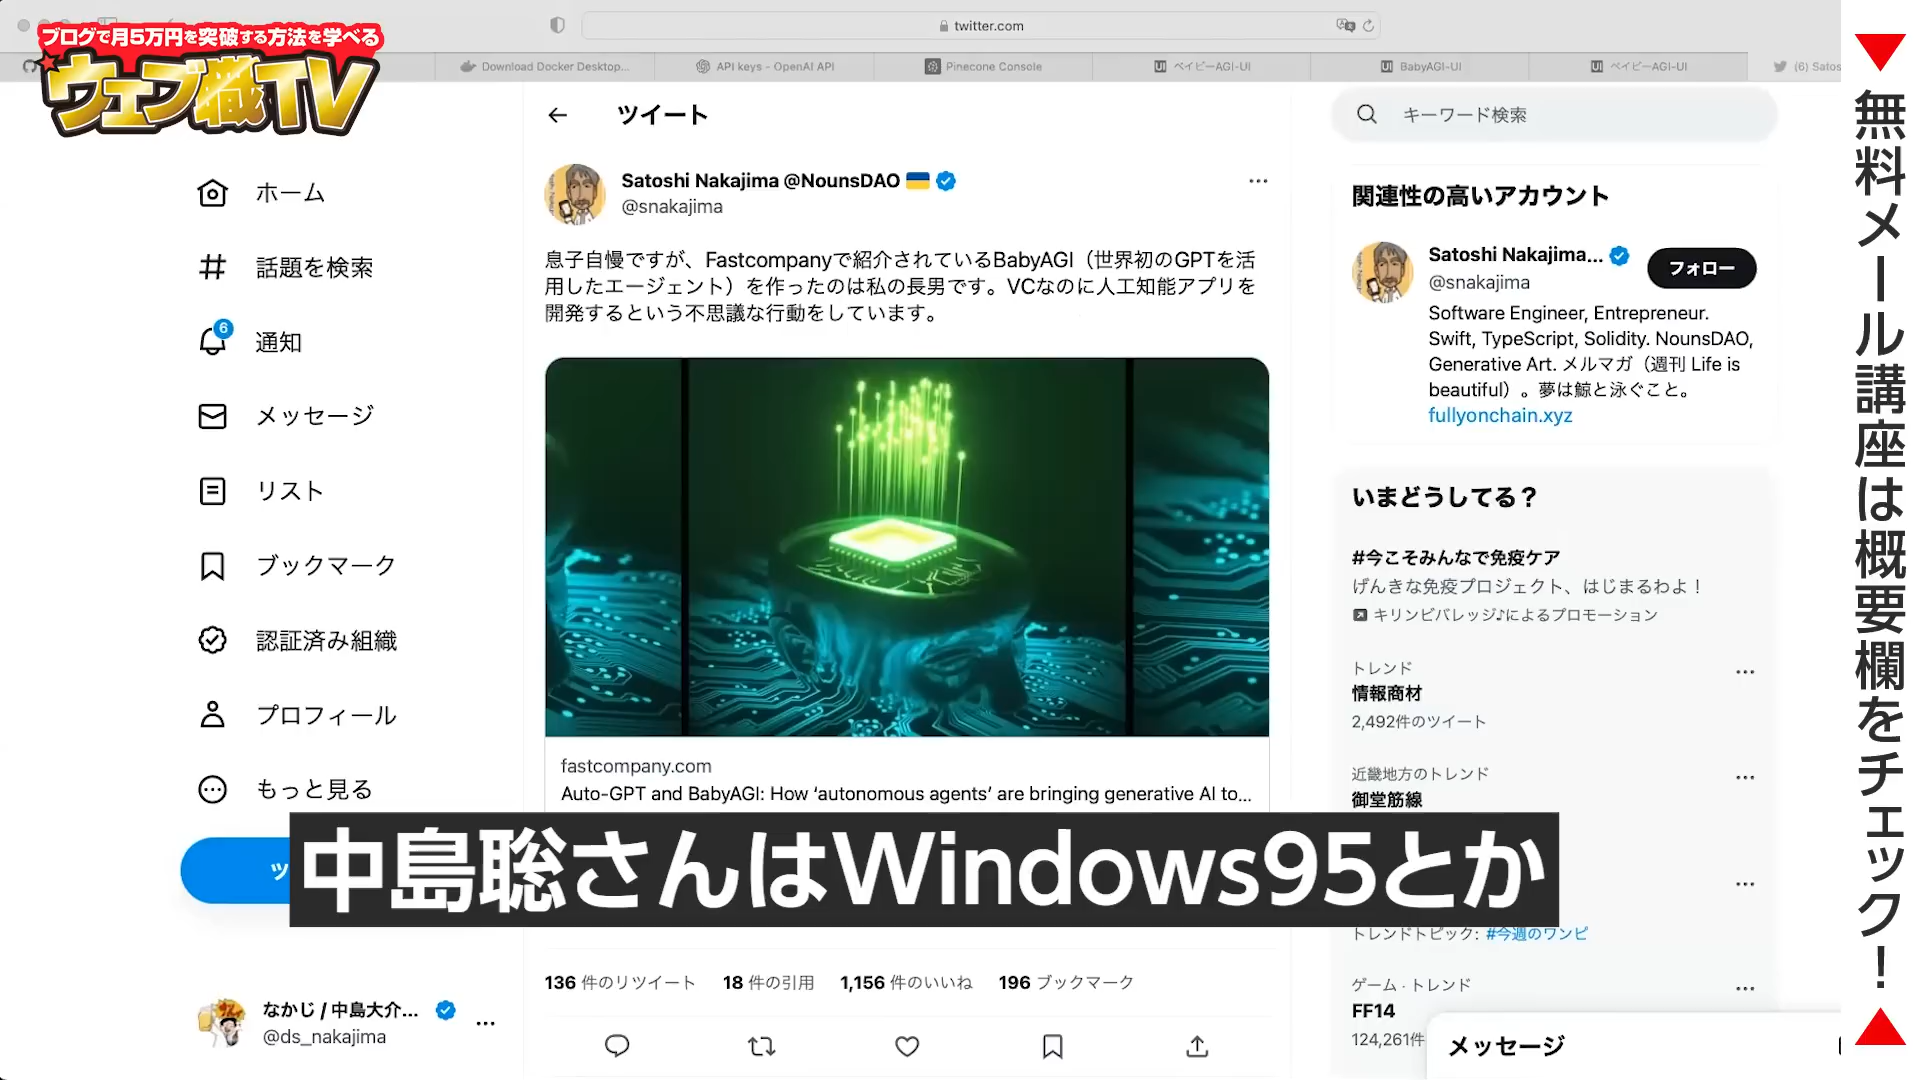 twitter.com
ブログで月5万円を突破する方法を学べる
ウェブ職TV
Download Docker Desktop...
API keys - OpenAI API
Pinecone Console
ベイビーAGI-UI
BabyAGI-UI
ベイビーAGI-UI
(6) Satos
ホーム
話題を検索
6
通知
メッセージ
リスト
ブックマーク
認証済み組織
プロフィール
もっと見る
ツ
なかじ / 中島大介...
@ds_nakajima
ツイート
Satoshi Nakajima @NounsDAO
@snakajima
息子自慢ですが、Fastcompanyで紹介されているBabyAGI（世界初のGPTを活
用したエージェント）を作ったのは私の長男です。VCなのに人工知能アプリを
開発するという不思議な行動をしています。
fastcompany.com
Auto-GPT and BabyAGI: How ‘autonomous agents’ are bringing generative AI to...
中島聡さんはWindows95とか
136 件のリツイート 18 件の引用 1,156 件のいいね 196 ブックマーク
キーワード検索
関連性の高いアカウント
Satoshi Nakajima...
@snakajima
フォロー
Software Engineer, Entrepreneur.
Swift, TypeScript, Solidity. NounsDAO,
Generative Art. メルマガ（週刊 Life is
beautiful）。夢は鯨と泳ぐこと。
fullyonchain.xyz
いまどうしてる？
#今こそみんなで免疫ケア
げんきな免疫プロジェクト、はじまるわよ！
キリンビバレッジ♪によるプロモーション
トレンド
情報商材
2,492件のツイート
近畿地方のトレンド
御堂筋線
トレンドトピック: #今週のワンピ
ゲーム · トレンド
FF14
124,261件
メッセージ
▼無料メール講座は概要欄をチェック！▲